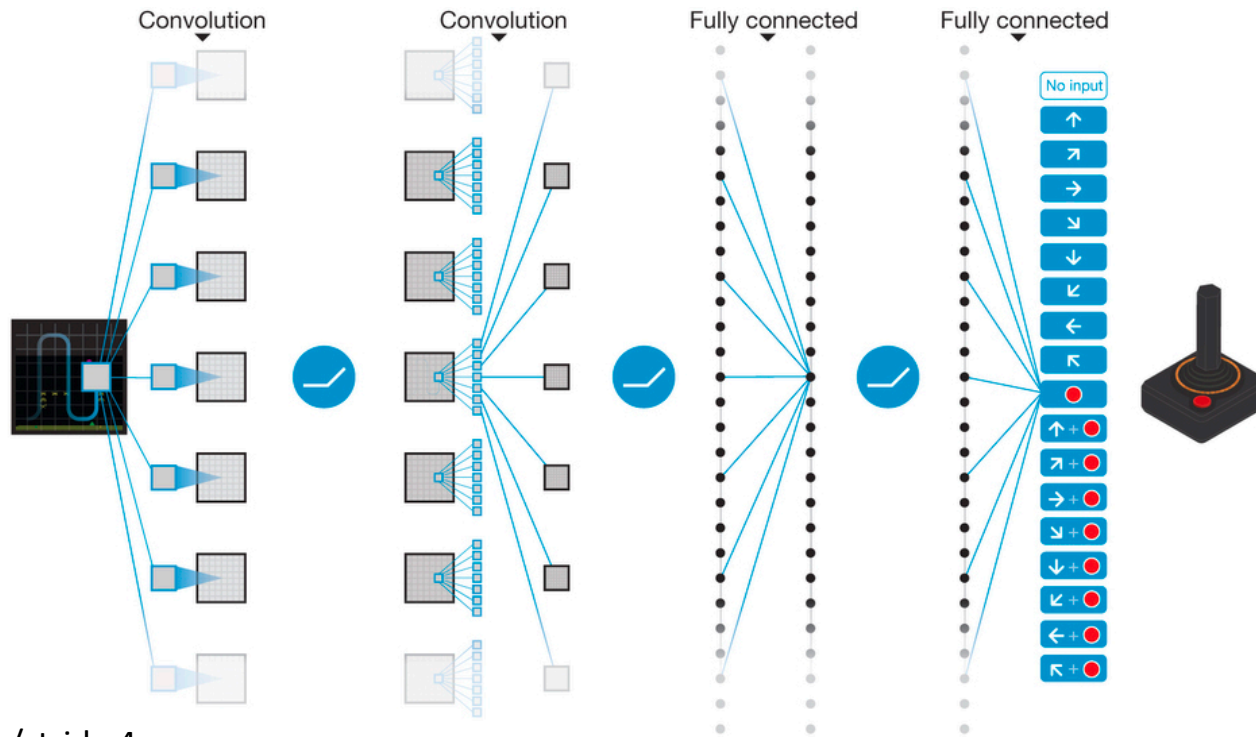 Convolution
Convolution
Fully connected
Fully connected
No input
+
+
+
+
+
+
+
+